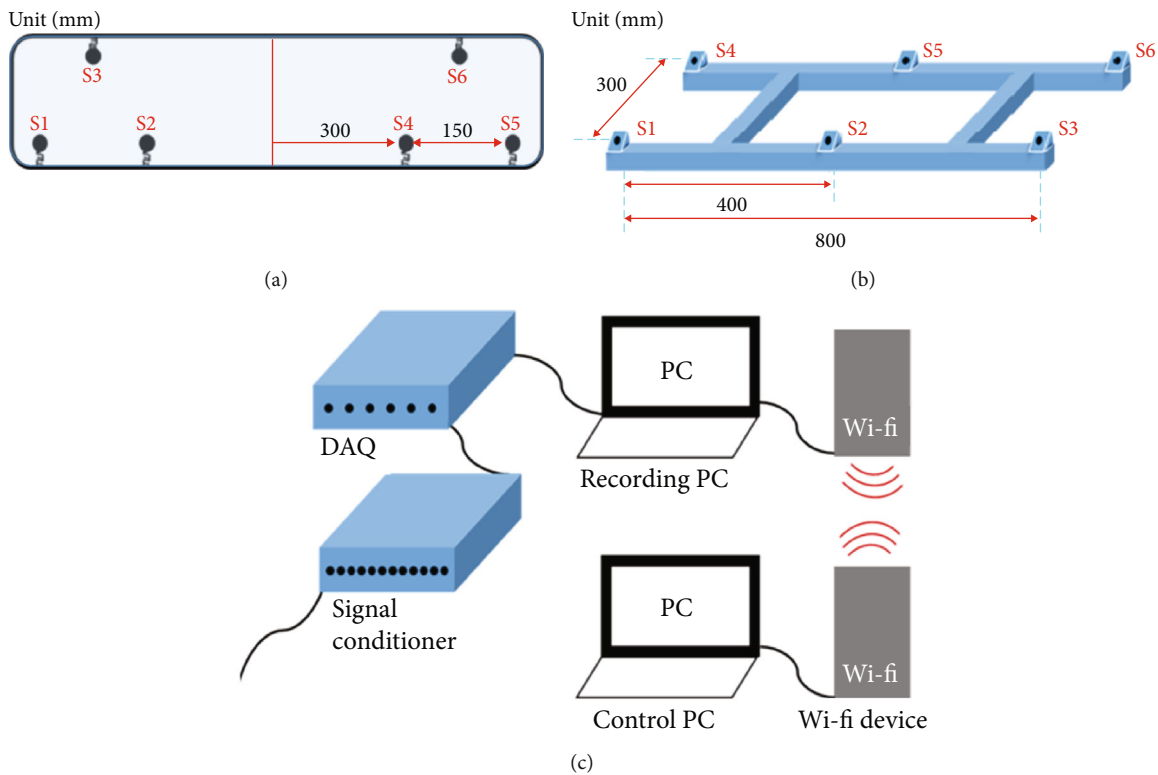 Unit (mm)
S3
S6
S1
S2
300
S4
150
S5
(a)
Unit (mm)
S4
S5
S6
300
S1
S2
S3
400
800
(b)
DAQ
PC
Recording PC
Wi-fi
Signal
conditioner
PC
Control PC
Wi-fi
Wi-fi device
(c)